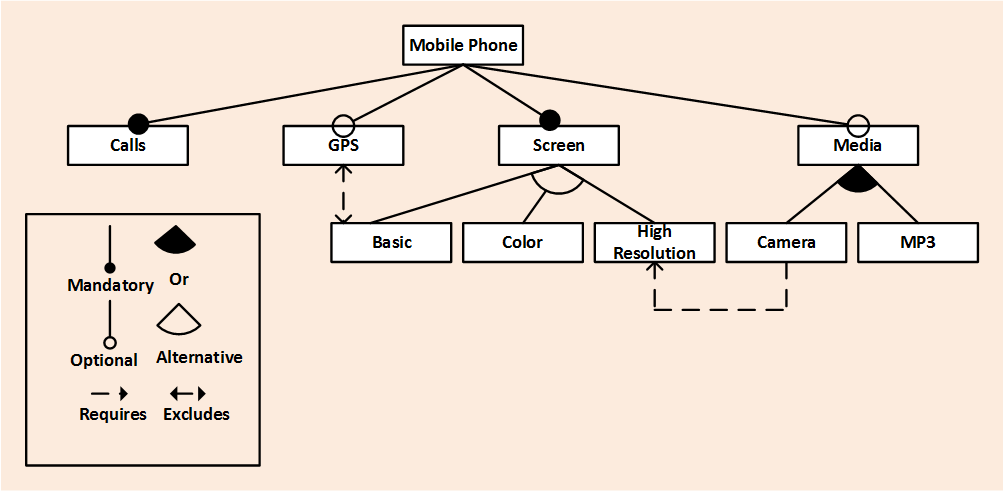 Mobile Phone
Calls
GPS
Screen
Media
Basic
Color
High
Resolution
Camera
MP3
Mandatory
Or
Optional
Alternative
Requires
Excludes